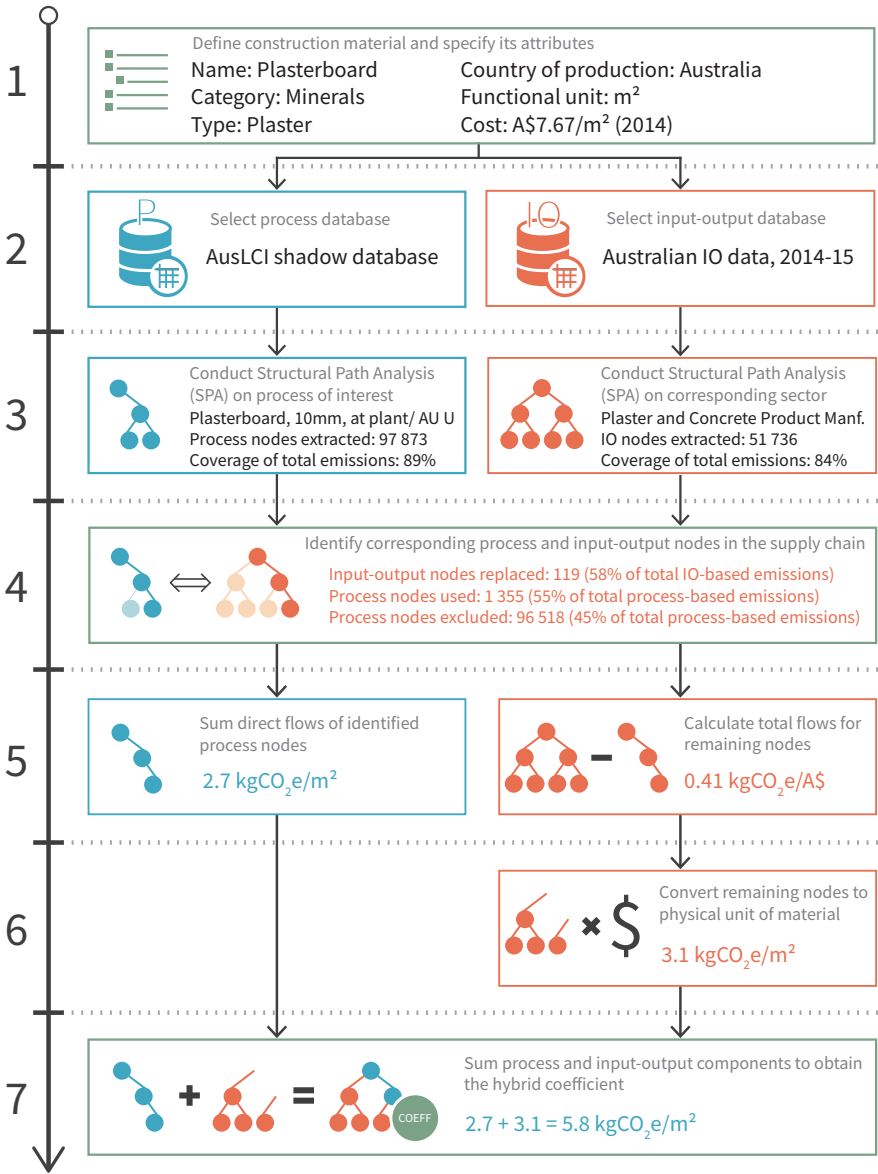 1
Define construction material and specify its attributes
Name: Plasterboard
Category: Minerals
Type: Plaster
Country of production: Australia
Functional unit: m²
Cost: A$7.67/m² (2014)
2
P
Select process database
AusLCI shadow database
IO
Select input-output database
Australian IO data, 2014-15
3
Conduct Structural Path Analysis
(SPA) on process of interest
Plasterboard, 10mm, at plant/ AU U
Process nodes extracted: 97 873
Coverage of total emissions: 89%
Conduct Structural Path Analysis
(SPA) on corresponding sector
Plaster and Concrete Product Manf.
IO nodes extracted: 51 736
Coverage of total emissions: 84%
4
Identify corresponding process and input-output nodes in the supply chain
Input-output nodes replaced: 119 (58% of total IO-based emissions)
Process nodes used: 1 355 (55% of total process-based emissions)
Process nodes excluded: 96 518 (45% of total process-based emissions)
5
Sum direct flows of identified
process nodes
2.7 kgCO₂e/m²
Calculate total flows for
remaining nodes
0.41 kgCO₂e/A$
6
$
Convert remaining nodes to
physical unit of material
3.1 kgCO₂e/m²
7
COEFF
Sum process and input-output components to obtain
the hybrid coefficient
2.7 + 3.1 = 5.8 kgCO₂e/m²